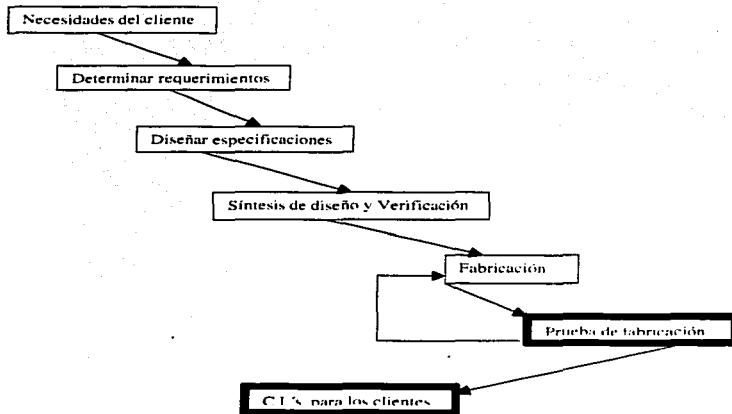 Necesidades del cliente
Determinar requerimientos
Diseñar especificaciones
Síntesis de diseño y Verificación
Fabricación
Prueba de fabricación
C.I.'s. para los clientes